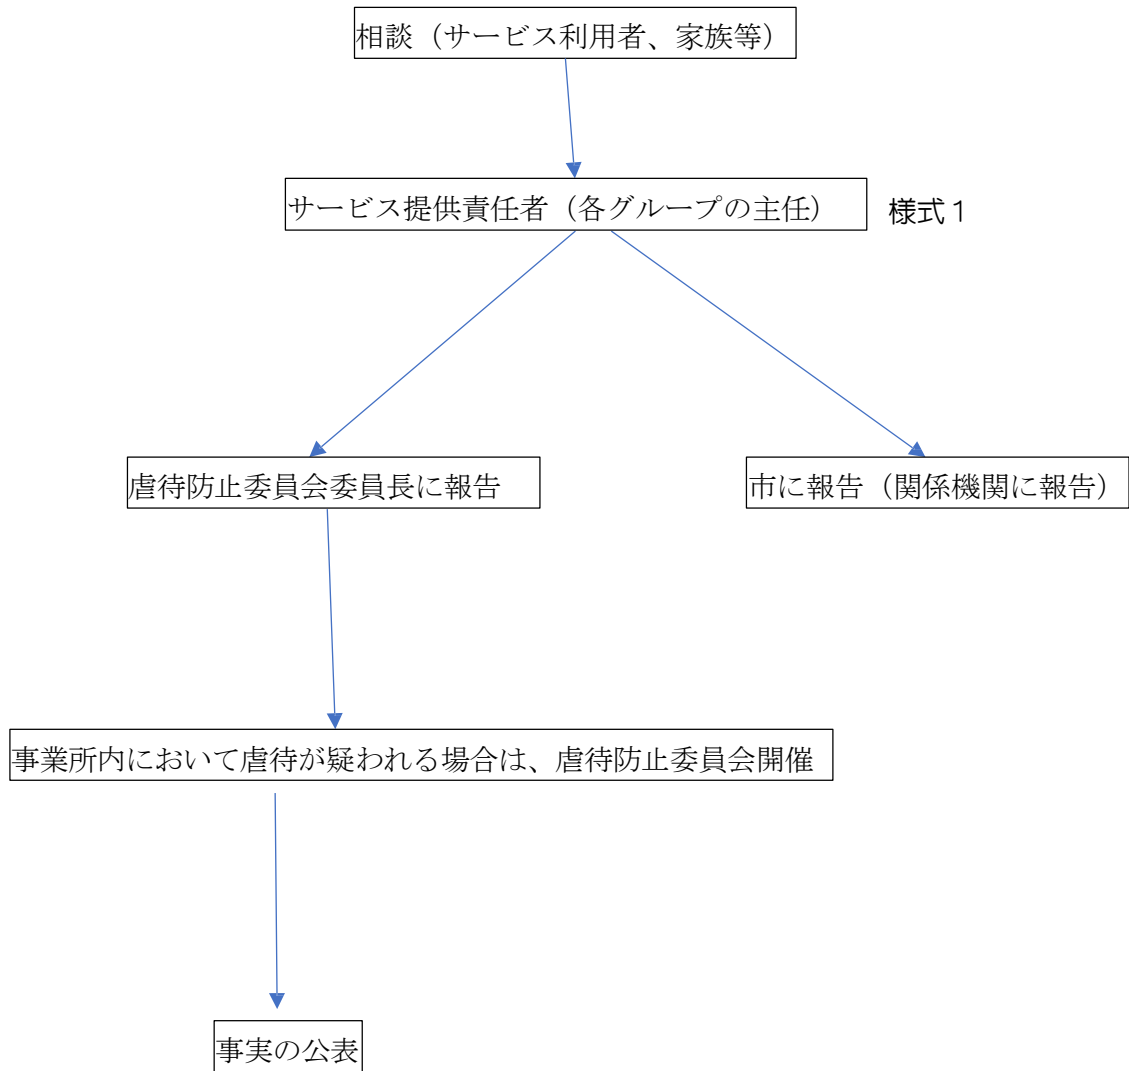 相談（サービス利用者、家族等）
サービス提供責任者（各グループの主任）
様式１
虐待防止委員会委員長に報告
市に報告（関係機関に報告）
事業所内において虐待が疑われる場合は、虐待防止委員会開催
事実の公表